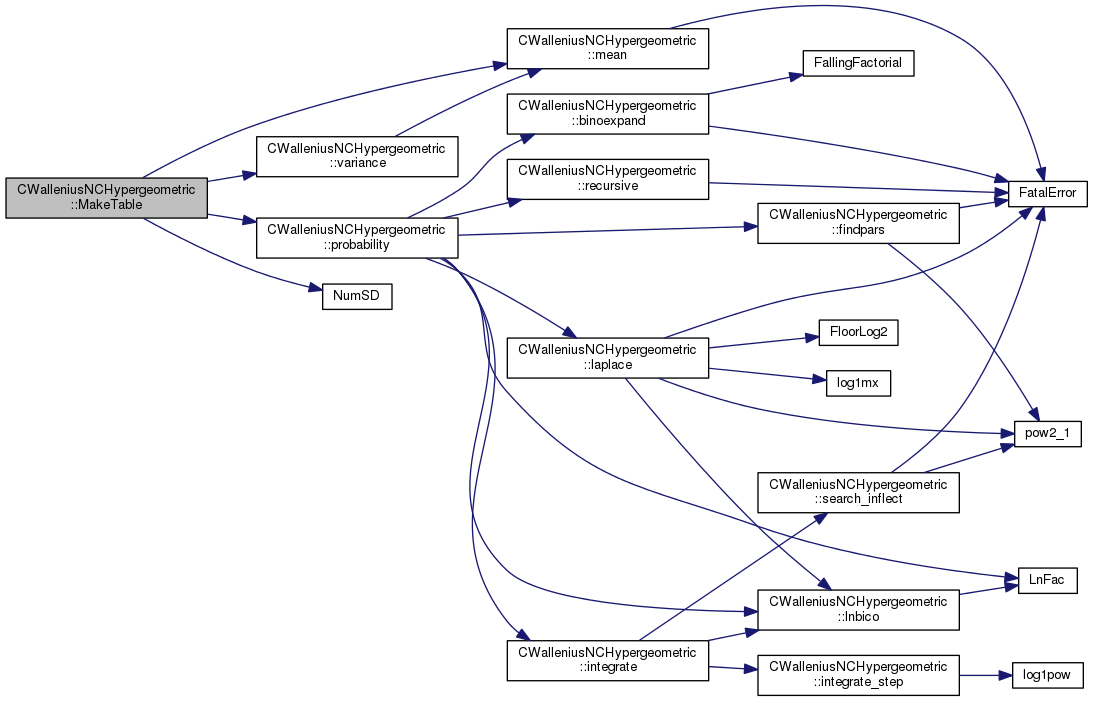 CWalleniusNCHypergeometric
::MakeTable
CWalleniusNCHypergeometric
::mean
FatalError
CWalleniusNCHypergeometric
::variance
CWalleniusNCHypergeometric
::probability
CWalleniusNCHypergeometric
::binoexpand
FallingFactorial
CWalleniusNCHypergeometric
::recursive
CWalleniusNCHypergeometric
::findpars
pow2_1
CWalleniusNCHypergeometric
::laplace
FloorLog2
log1mx
CWalleniusNCHypergeometric
::lnbico
LnFac
CWalleniusNCHypergeometric
::integrate
CWalleniusNCHypergeometric
::search_inflect
CWalleniusNCHypergeometric
::integrate_step
log1pow
NumSD